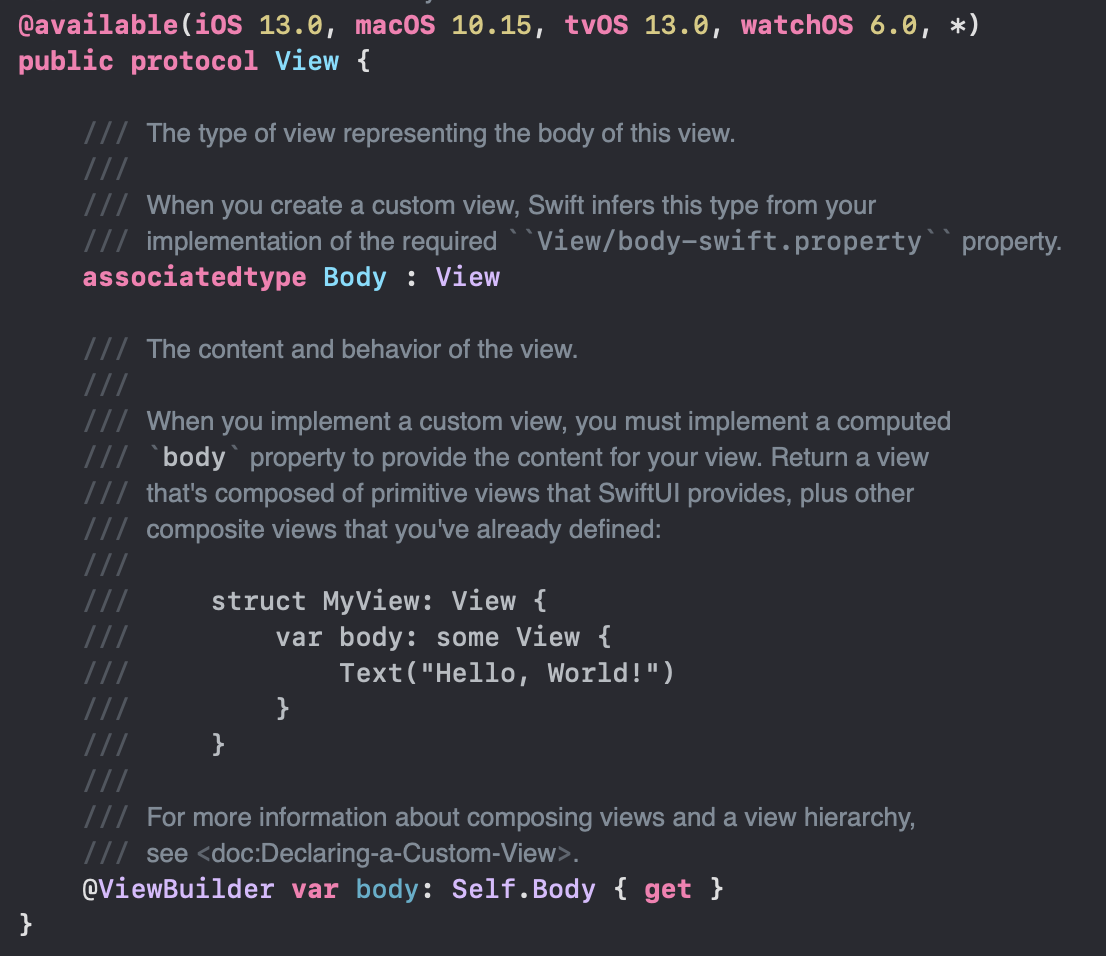 @available(iOS 13.0, macOS 10.15, tvOS 13.0, watchOS 6.0, *)
public protocol View {
/// The type of view representing the body of this view.
///
/// When you create a custom view, Swift infers this type from your
/// implementation of the required ``View/body-swift.property`` property.
associatedtype Body : View
/// The content and behavior of the view.
///
/// When you implement a custom view, you must implement a computed
/// `body` property to provide the content for your view. Return a view
/// that's composed of primitive views that SwiftUI provides, plus other
/// composite views that you've already defined:
///
///     struct MyView: View {
///         var body: some View {
///             Text("Hello, World!")
///         }
///     }
///
/// For more information about composing views and a view hierarchy,
/// see <doc:Declaring-a-Custom-View>.
@ViewBuilder var body: Self.Body { get }
}